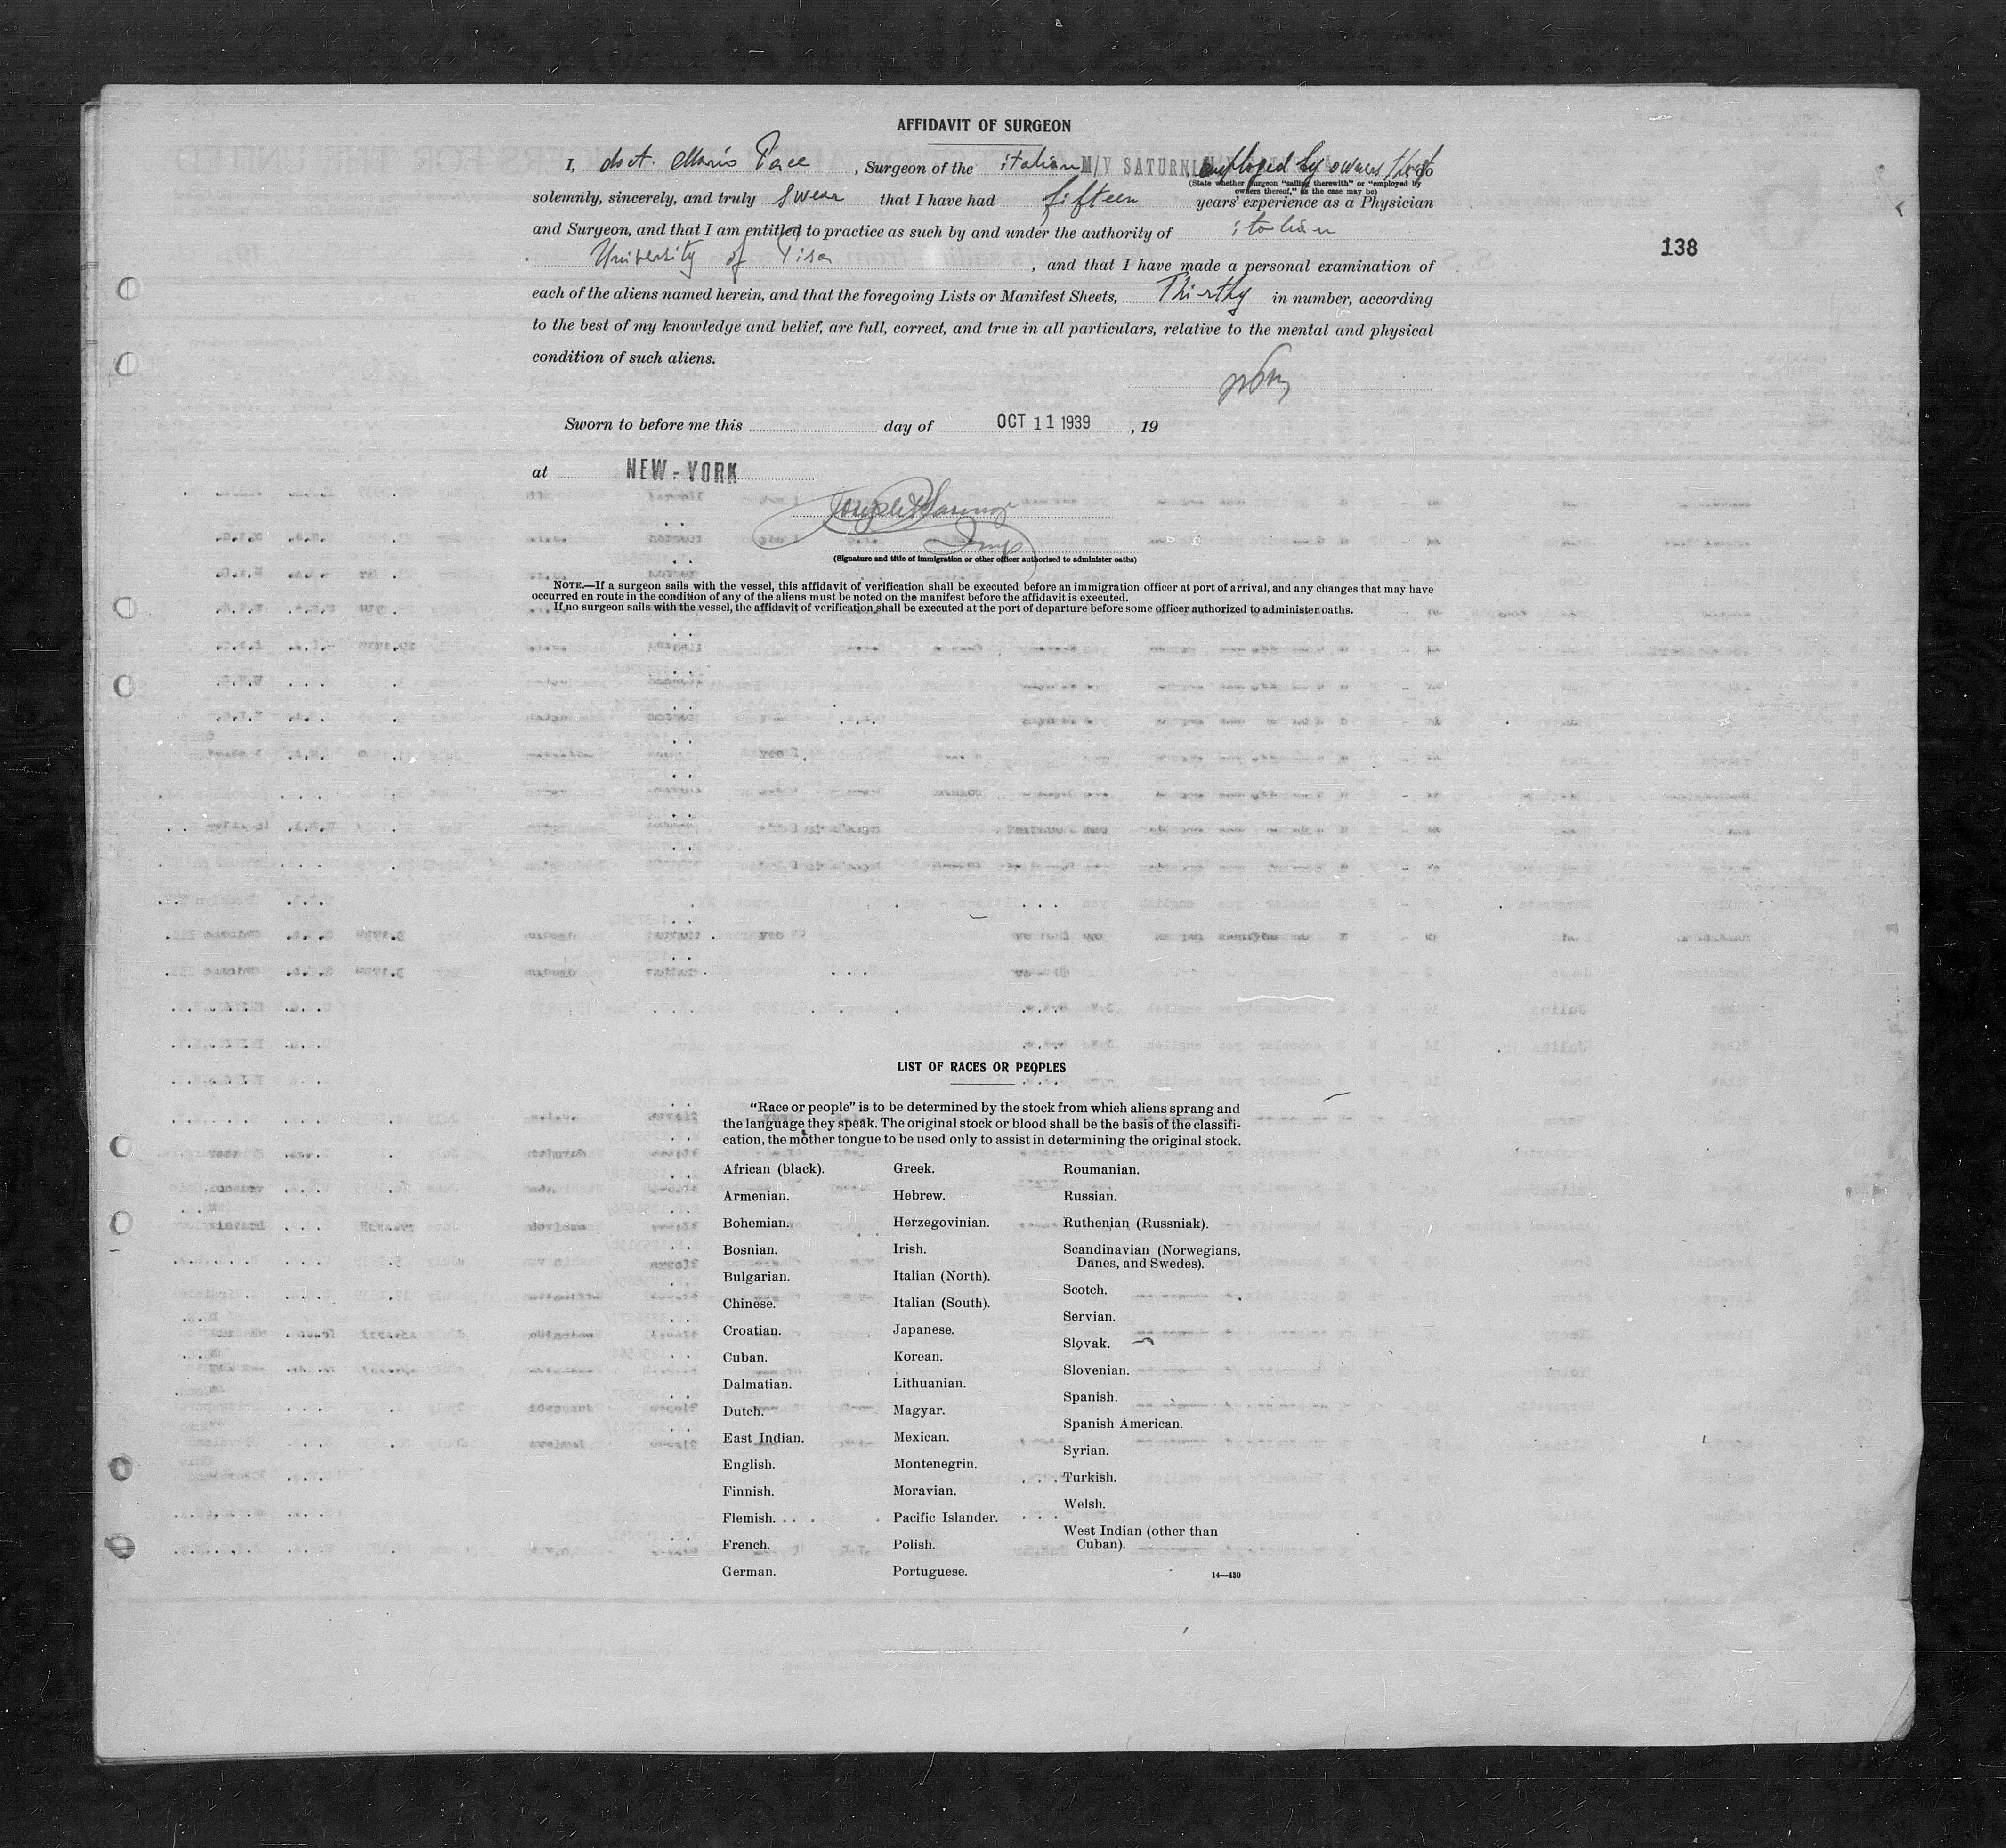 AFFIDAVIT OF SURGEON
I, doct. Mario Pace, Surgeon of the italian M/V SATURNIA employed by owners thereof do
(State whether Surgeon "sailing therewith" or "employed by
owners thereof," as the case may be)
solemnly, sincerely, and truly swear that I have had fifteen years' experience as a Physician
and Surgeon, and that I am entitled to practice as such by and under the authority of italian
138
University of Pisa, and that I have made a personal examination of
each of the aliens named herein, and that the foregoing Lists or Manifest Sheets, Thirthy in number, according
to the best of my knowledge and belief, are full, correct, and true in all particulars, relative to the mental and physical
condition of such aliens.
Sworn to before me this day of OCT 11 1939, 19
at NEW-YORK
(Signature and title of immigration or other officer authorised to administer oaths)
NOTE.—If a surgeon sails with the vessel, this affidavit of verification shall be executed before an immigration officer at port of arrival, and any changes that may have
occurred en route in the condition of any of the aliens must be noted on the manifest before the affidavit is executed.
If no surgeon sails with the vessel, the affidavit of verification shall be executed at the port of departure before some officer authorized to administer oaths.
LIST OF RACES OR PEOPLES
"Race or people" is to be determined by the stock from which aliens sprang and
the language they speak. The original stock or blood shall be the basis of the classifi-
cation, the mother tongue to be used only to assist in determining the original stock.
African (black).
Armenian.
Bohemian.
Bosnian.
Bulgarian.
Chinese.
Croatian.
Cuban.
Dalmatian.
Dutch.
East Indian.
English.
Finnish.
Flemish.
French.
German.
Greek.
Hebrew.
Herzegovinian.
Irish.
Italian (North).
Italian (South).
Japanese.
Korean.
Lithuanian.
Magyar.
Mexican.
Montenegrin.
Moravian.
Pacific Islander.
Polish.
Portuguese.
Roumanian.
Russian.
Ruthenian (Russniak).
Scandinavian (Norwegians,
Danes, and Swedes).
Scotch.
Servian.
Slovak.
Slovenian.
Spanish.
Spanish American.
Syrian.
Turkish.
Welsh.
West Indian (other than
Cuban).
14—430